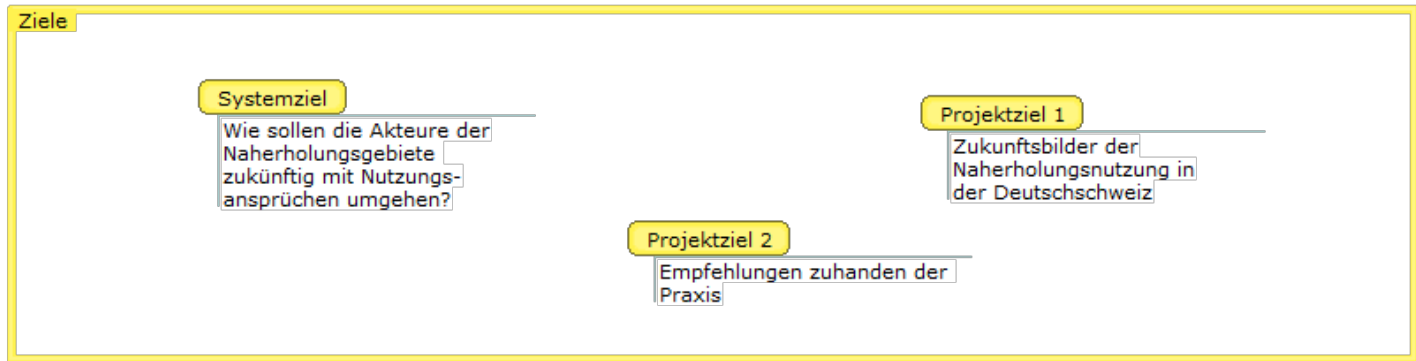 Ziele
Systemziel
Wie sollen die Akteure der
Naherholungsgebiete
zukünftig mit Nutzungs-
ansprüchen umgehen?
Projektziel 1
Zukunftsbilder der
Naherholungsnutzung in
der Deutschschweiz
Projektziel 2
Empfehlungen zuhanden der
Praxis